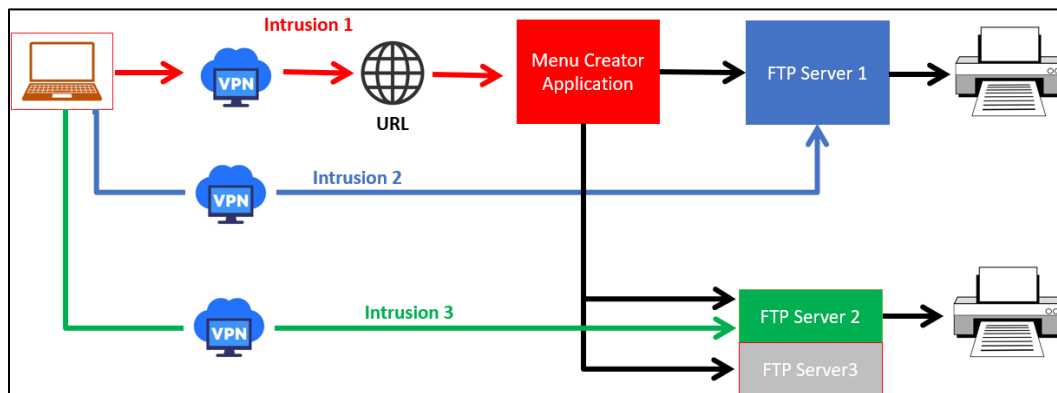 Intrusion 1
VPN
URL
Menu Creator
Application
FTP Server 1
VPN
Intrusion 2
VPN
Intrusion 3
FTP Server 2
FTP Server3